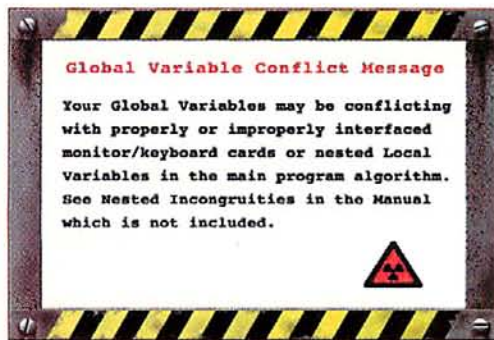 Global Variable Conflict Message
Your Global Variables may be conflicting
with properly or improperly interfaced
monitor/keyboard cards or nested Local
Variables in the main program algorithm.
See Nested Incongruities in the Manual
which is not included.